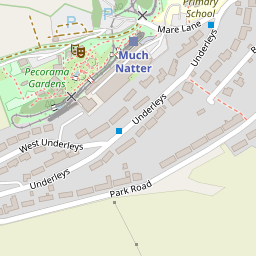 Primary
School
Mare Lane
Much
Natter
Pecorama
Gardens
Underleys
Underleys
West Underleys
Underleys
Park Road